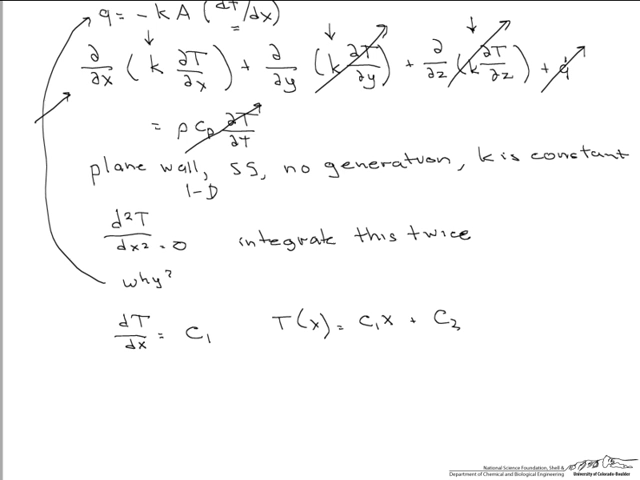 q = - k A (dT/dx)
∂/∂x (k ∂T/∂x) + ∂/∂y (k ∂T/∂y) + ∂/∂z (k ∂T/∂z) + q̇
= ρ cp ∂T/∂t
plane wall, SS, no generation, k is constant
1-D
d²T/dx² = 0 integrate this twice
why?
dT/dx = C₁ T(x) = C₁x + C₂
National Science Foundation, Shell &
Department of Chemical and Biological Engineering
University of Colorado Boulder